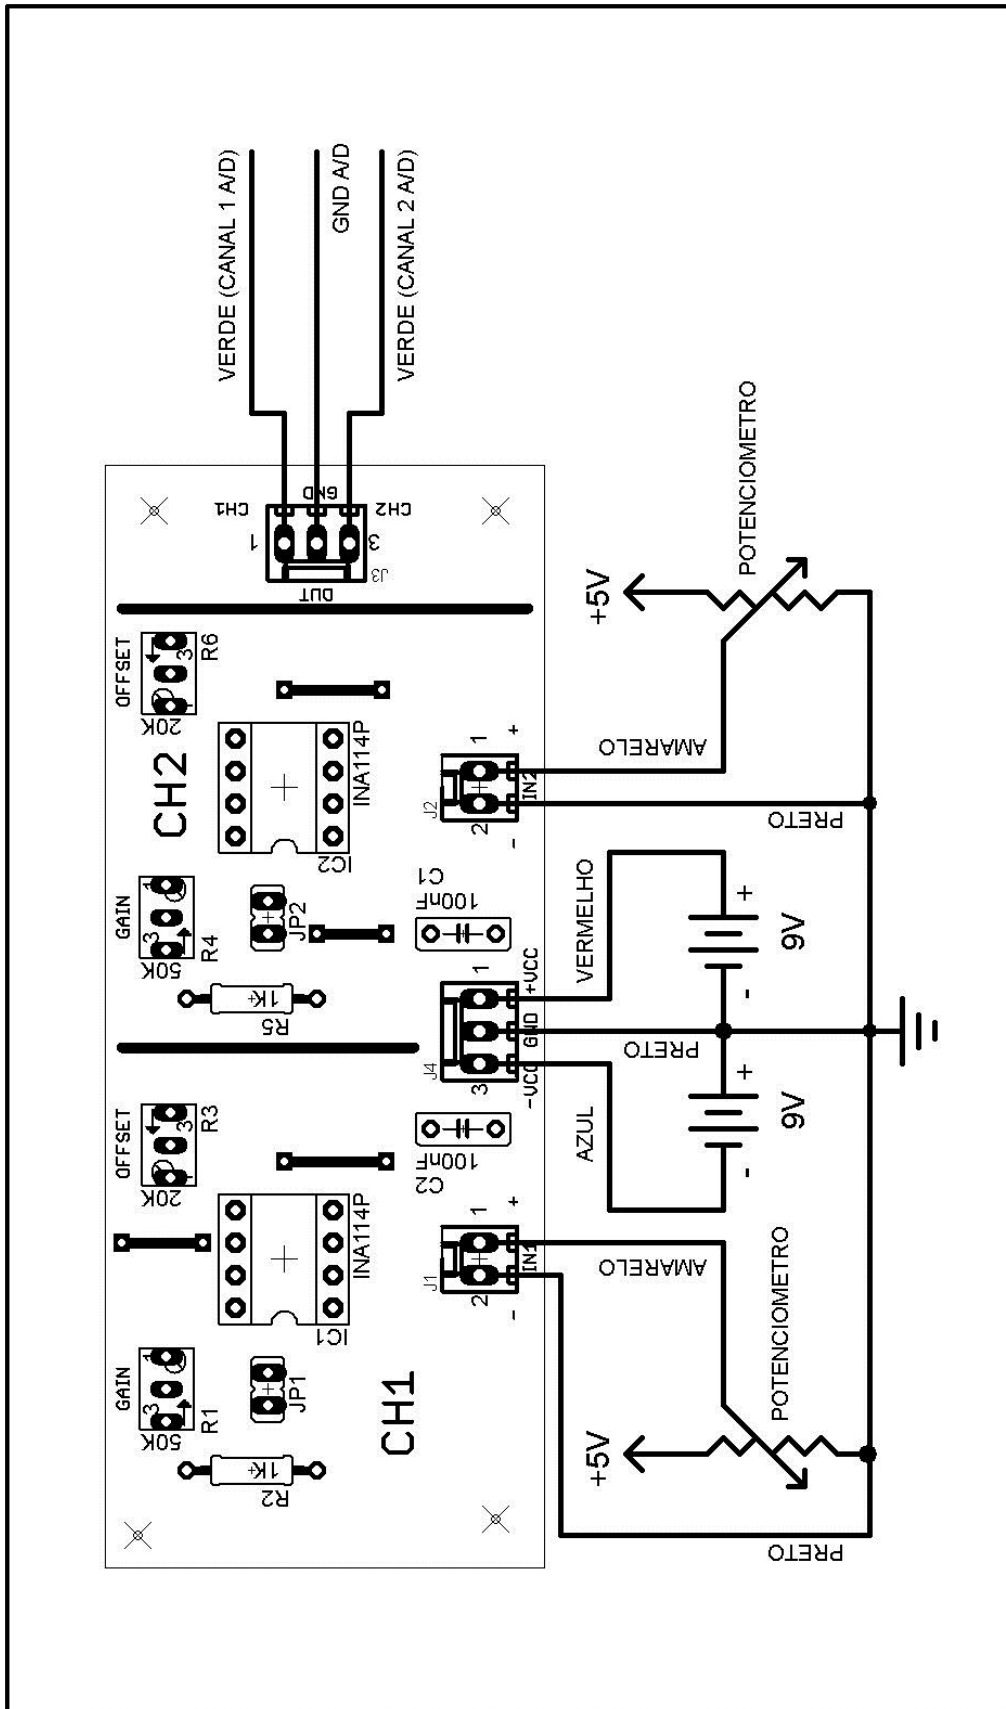 VERDE (CANAL 1 A/D)
GND A/D
VERDE (CANAL 2 A/D)
CH1
GND
CH2
1
3
J3
OUT
OFFSET
3
1
R6
20K
CH2
INA114P
IC2
GAIN
1
3
R4
50K
JP2
1K
R5
100nF
C1
J2
1
2
+
-
IN2
AMARELO
PRETO
+5V
POTENCIOMETRO
J4
1
3
+VCC
GND
-VCC
VERMELHO
PRETO
AZUL
+
-
9V
+
-
9V
OFFSET
3
1
R3
20K
INA114P
IC1
GAIN
1
3
R1
50K
JP1
1K
R2
100nF
C2
CH1
J1
1
2
+
-
IN1
AMARELO
PRETO
+5V
POTENCIOMETRO